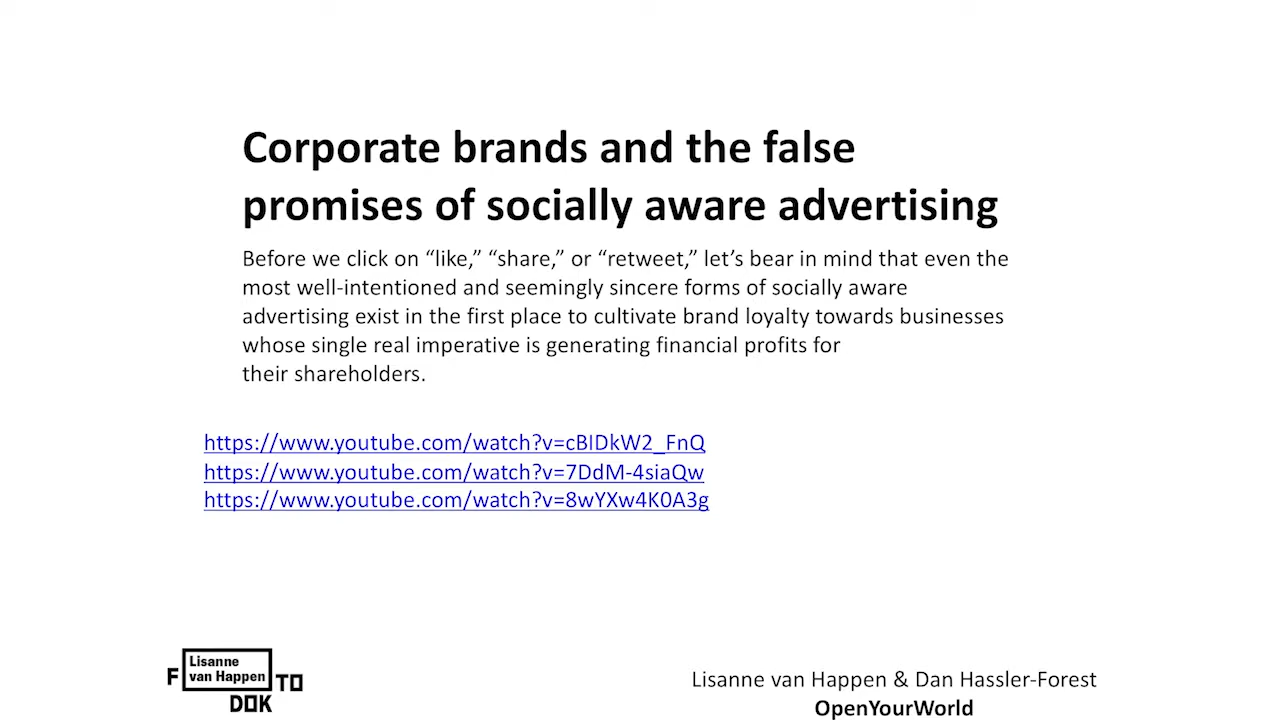 Corporate brands and the false
promises of socially aware advertising
Before we click on “like,” “share,” or “retweet,” let’s bear in mind that even the
most well-intentioned and seemingly sincere forms of socially aware
advertising exist in the first place to cultivate brand loyalty towards businesses
whose single real imperative is generating financial profits for
their shareholders.
https://www.youtube.com/watch?v=cBIDkW2_FnQ
https://www.youtube.com/watch?v=7DdM-4siaQw
https://www.youtube.com/watch?v=8wYXw4K0A3g
Lisanne
F van Happen
TO
DOK
Lisanne van Happen & Dan Hassler-Forest
OpenYourWorld